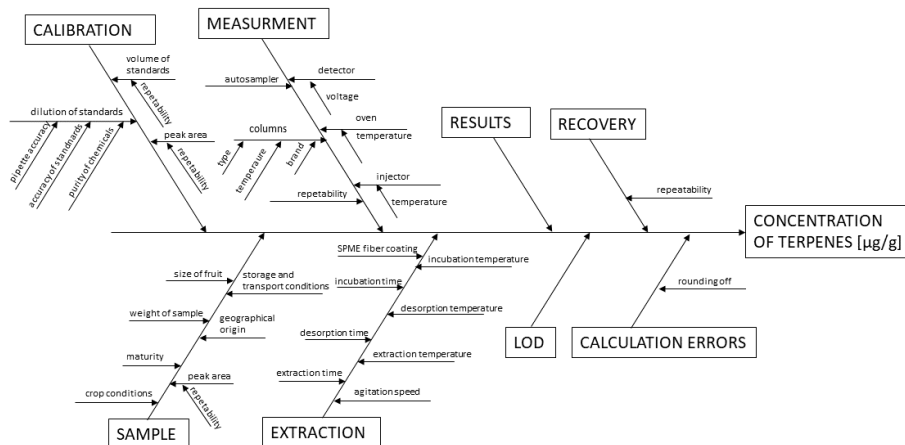 CALIBRATION
volume of
standards
repetability
dilution of standards
pipette accuracy
accuracy of standnards
purity of chemicals
peak area
repetability
MEASURMENT
detector
autosampler
voltage
oven
temperature
columns
type
temperaure
brand
injector
temperature
repetability
RESULTS
RECOVERY
repeatability
CONCENTRATION
OF TERPENES [µg/g]
size of fruit
storage and
transport conditions
weight of sample
geographical
origin
maturity
peak area
repetability
crop conditions
SAMPLE
SPME fiber coating
incubation temperature
incubation time
desorption temperature
desorption time
extraction temperature
extraction time
agitation speed
EXTRACTION
LOD
rounding off
CALCULATION ERRORS